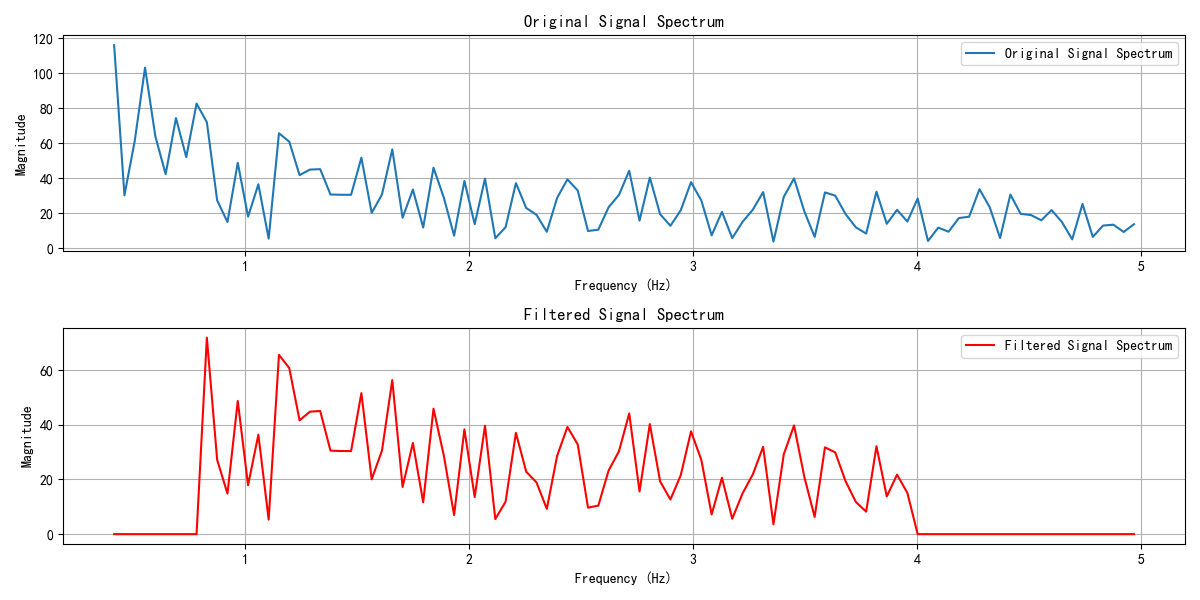 Original Signal Spectrum
120
100
80
60
40
20
0
Magnitude
Original Signal Spectrum
1 2 3 4 5
Frequency (Hz)
Filtered Signal Spectrum
60
40
20
0
Magnitude
Filtered Signal Spectrum
1 2 3 4 5
Frequency (Hz)